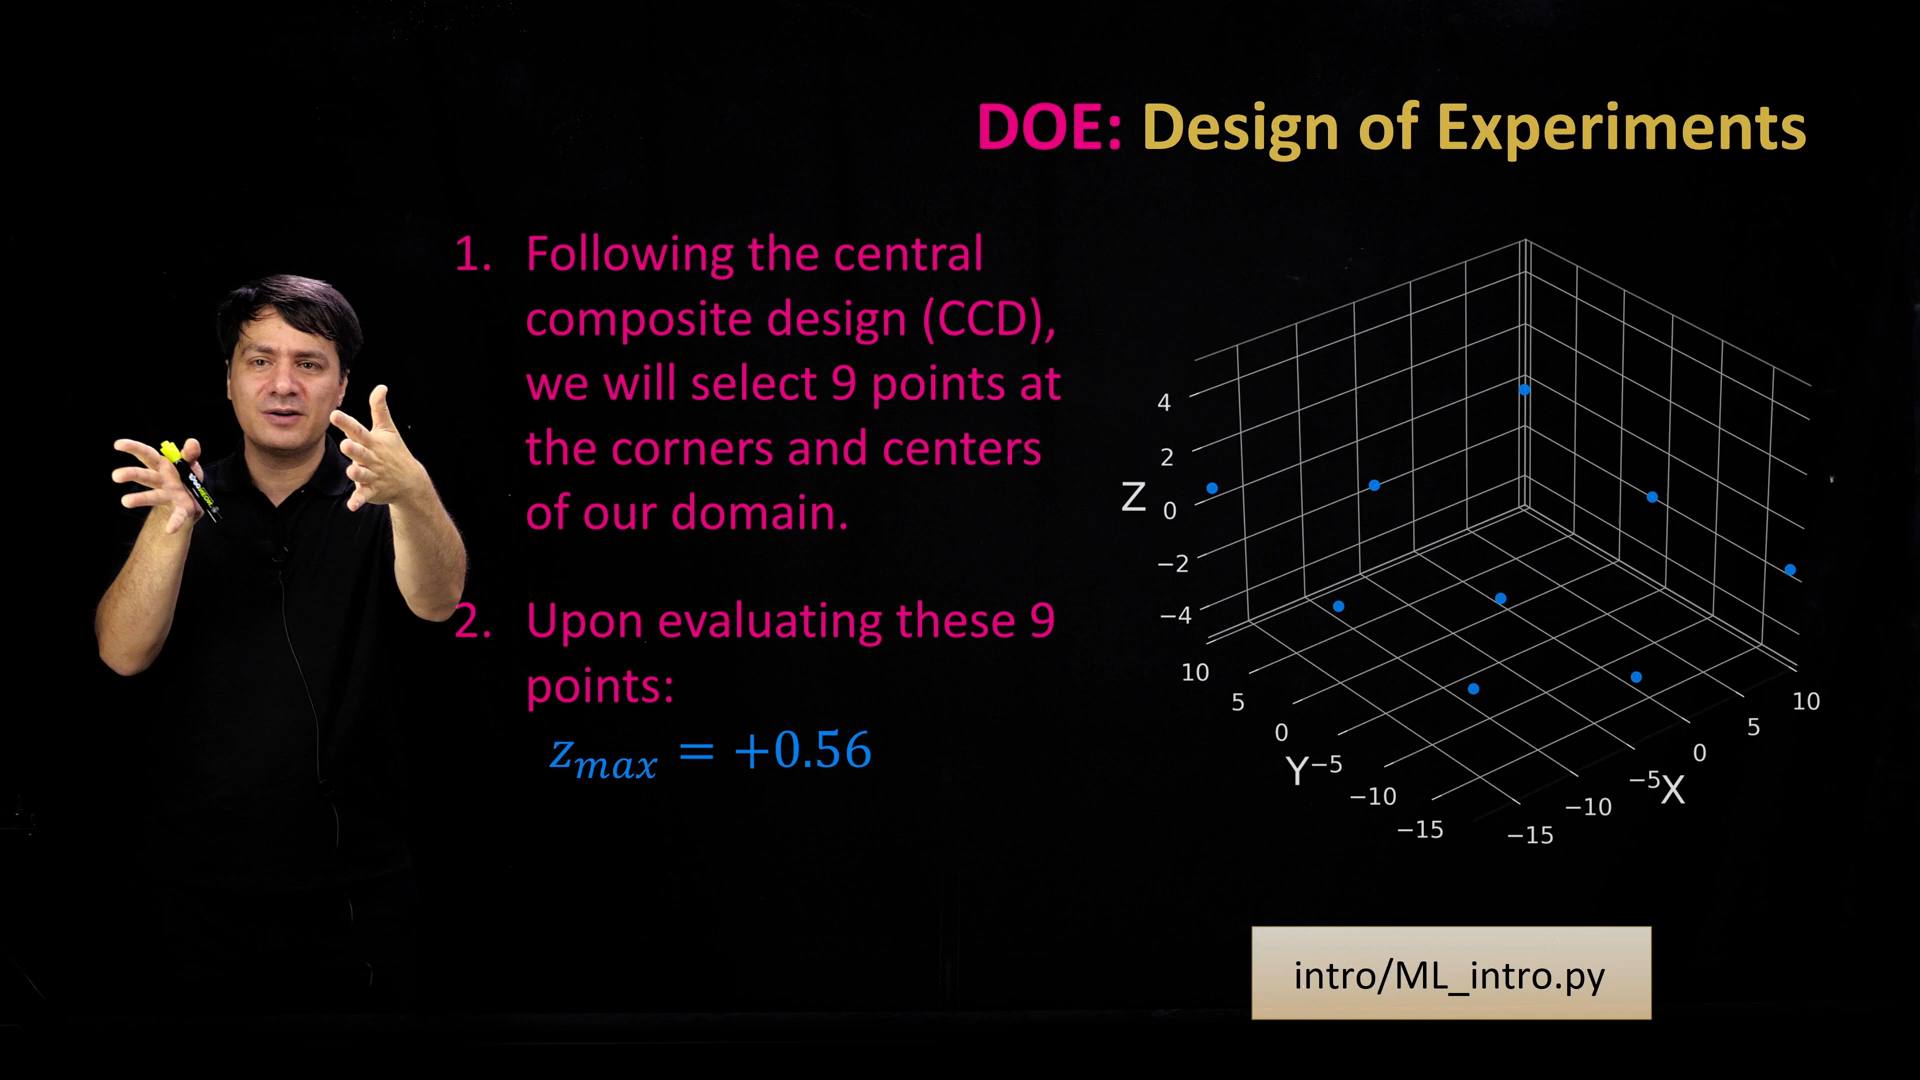 DOE: Design of Experiments
1. Following the central
composite design (CCD),
we will select 9 points at
the corners and centers
of our domain.
2. Upon evaluating these 9
points:
z_max = +0.56
4
2
Z 0
−2
−4
10
5
0
Y −5
−10
−15
10
5
0
−5 X
−10
−15
intro/ML_intro.py